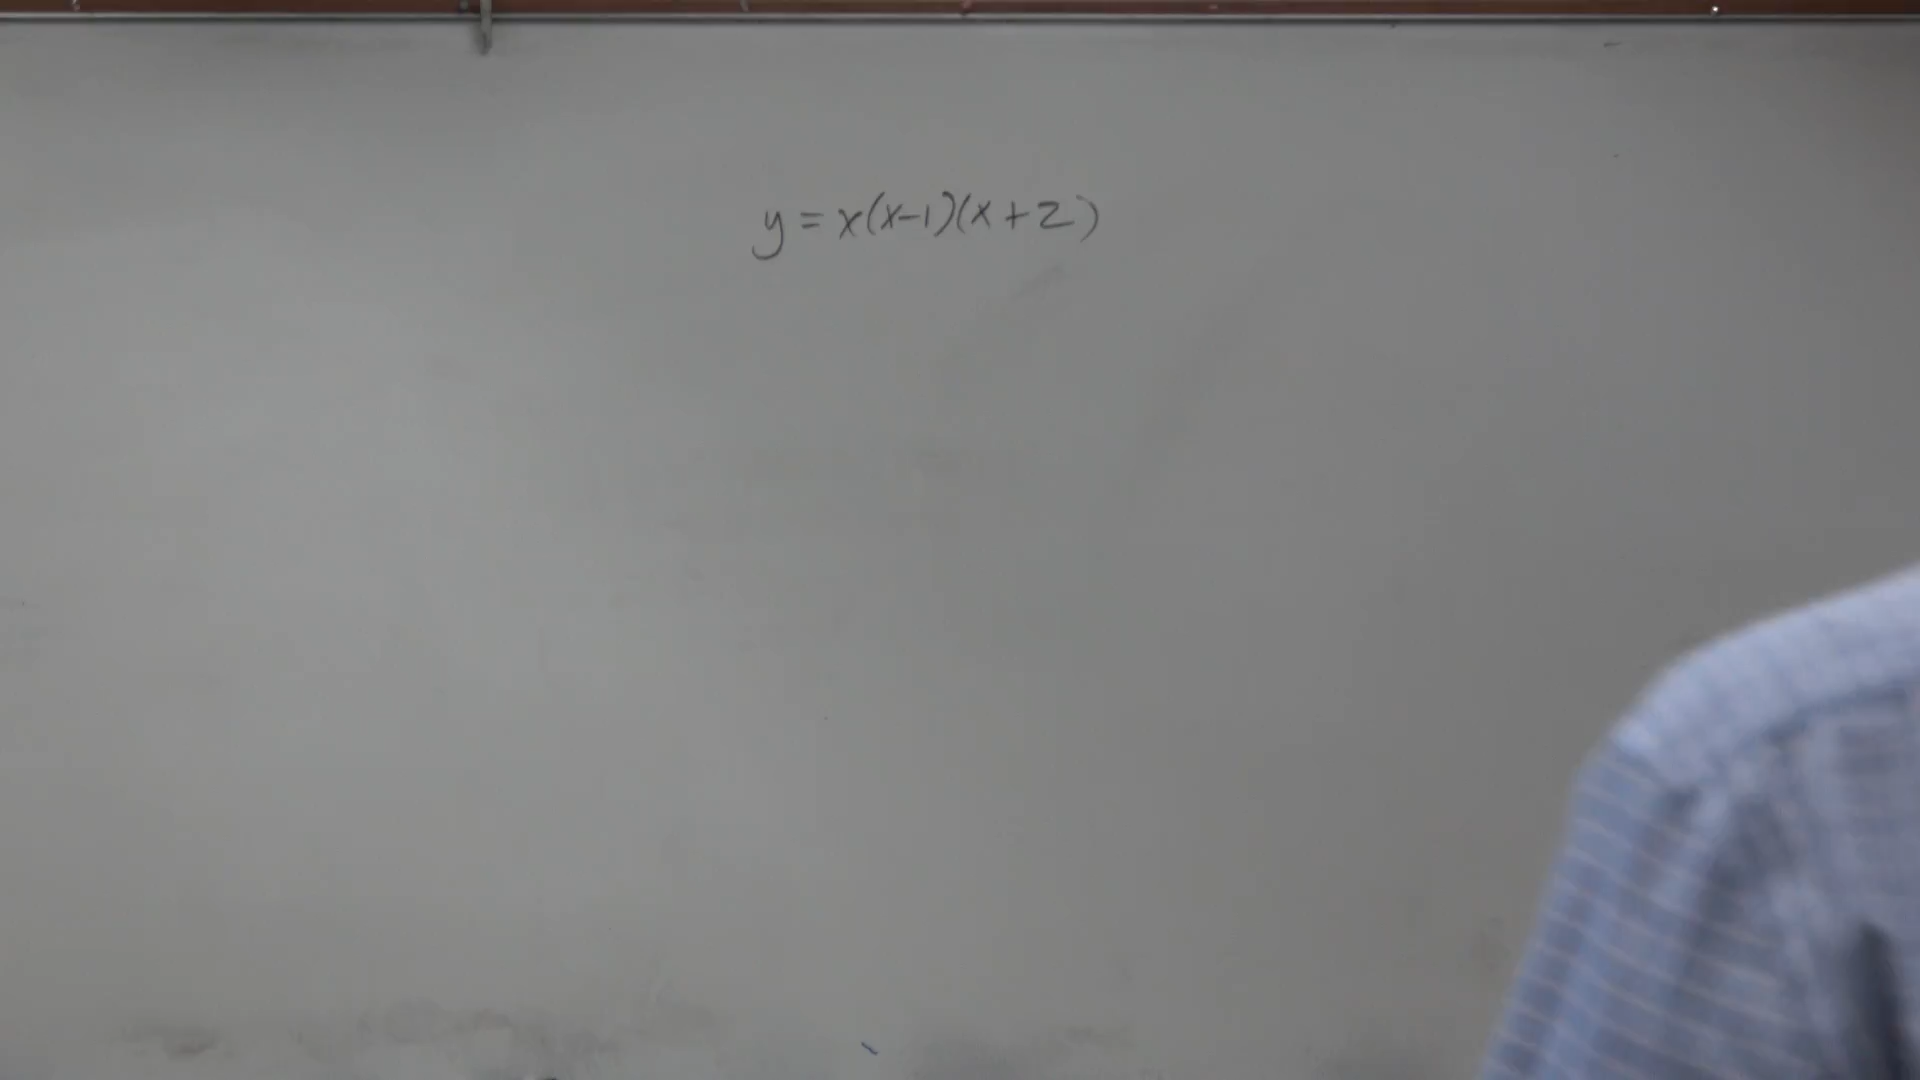 y = x(x-1)(x+2)